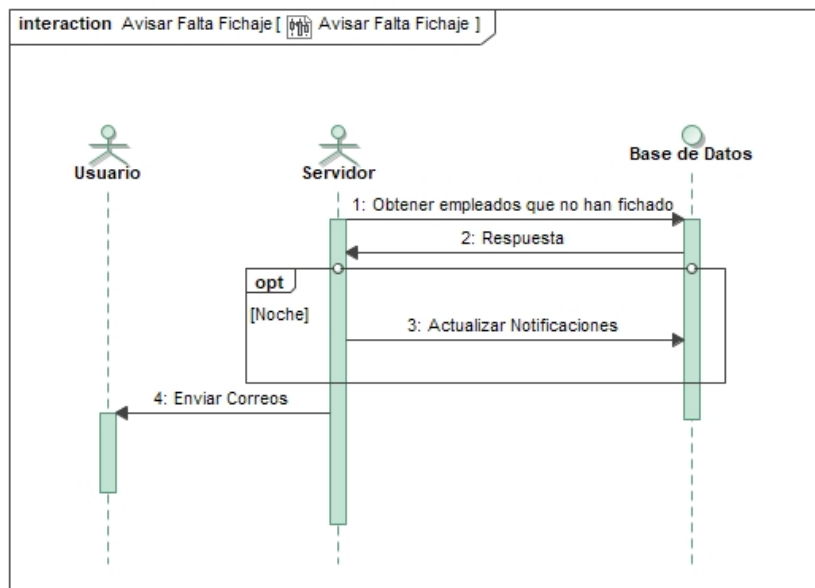 interaction Avisar Falta Fichaje [ Avisar Falta Fichaje ]
Usuario
Servidor
Base de Datos
1: Obtener empleados que no han fichado
2: Respuesta
opt
[Noche]
3: Actualizar Notificaciones
4: Enviar Correos